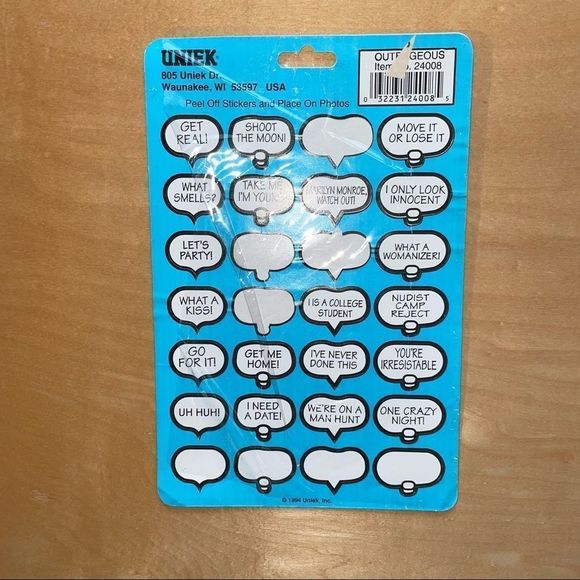 UNIEK
805 Uniek Dr.
Waunakee, WI 53597 USA
OUTRAGEOUS
Item No. 24008
0 32231 24008 5
Peel Off Stickers and Place On Photos
GET
REAL!
SHOOT
THE MOON!
MOVE IT
OR LOSE IT
WHAT
SMELLS?
TAKE ME
I'M YOURS
MARILYN MONROE,
WATCH OUT!
I ONLY LOOK
INNOCENT
LET'S
PARTY!
WHAT A
WOMANIZER!
WHAT A
KISS!
I IS A COLLEGE
STUDENT
NUDIST
CAMP
REJECT
GO
FOR IT!
GET ME
HOME!
I'VE NEVER
DONE THIS
YOU'RE
IRRESISTABLE
UH HUH!
I NEED
A DATE!
WE'RE ON A
MAN HUNT
ONE CRAZY
NIGHT!
© 1994 Uniek, Inc.